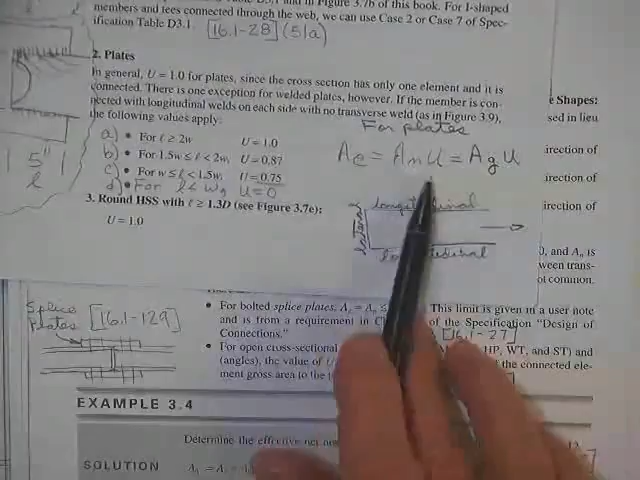 members and fees connected through the web, we can use Case 2 or Case 7 of Spec-
ification Table D3.1 [16.1-28] (51a)
2. Plates
In general, U = 1.0 for plates, since the cross section has only one element and it is
connected. There is one exception for welded plates, however. If the member is con-
nected with longitudinal welds on each side with no transverse weld (as in Figure 3.9),
the following values apply:
For plates
a) • For ℓ ≥ 2w U = 1.0
b) • For 1.5w ≤ ℓ < 2w, U = 0.87
c) • For w ≤ ℓ < 1.5w, U = 0.75
d) • For ℓ < w, U = 0
Ae = An U = Ag U
3. Round HSS with ℓ ≥ 1.3D (see Figure 3.7e):
U = 1.0
longitudinal
5"
ℓ
e Shapes:
sed in lieu
irection of
irection of
irection of
0, and An is
ween trans-
ot common.
Splice
Plates [16.1-129]
• For bolted splice plates, Ae = An ≤ This limit is given in a user note
and is from a requirement in of the Specification "Design of
Connections." [16.1-27]
• For open cross-sectional HP, WT, and ST) and
(angles), the value of the connected ele-
ment gross area to the
EXAMPLE 3.4
Determine the effective net
SOLUTION